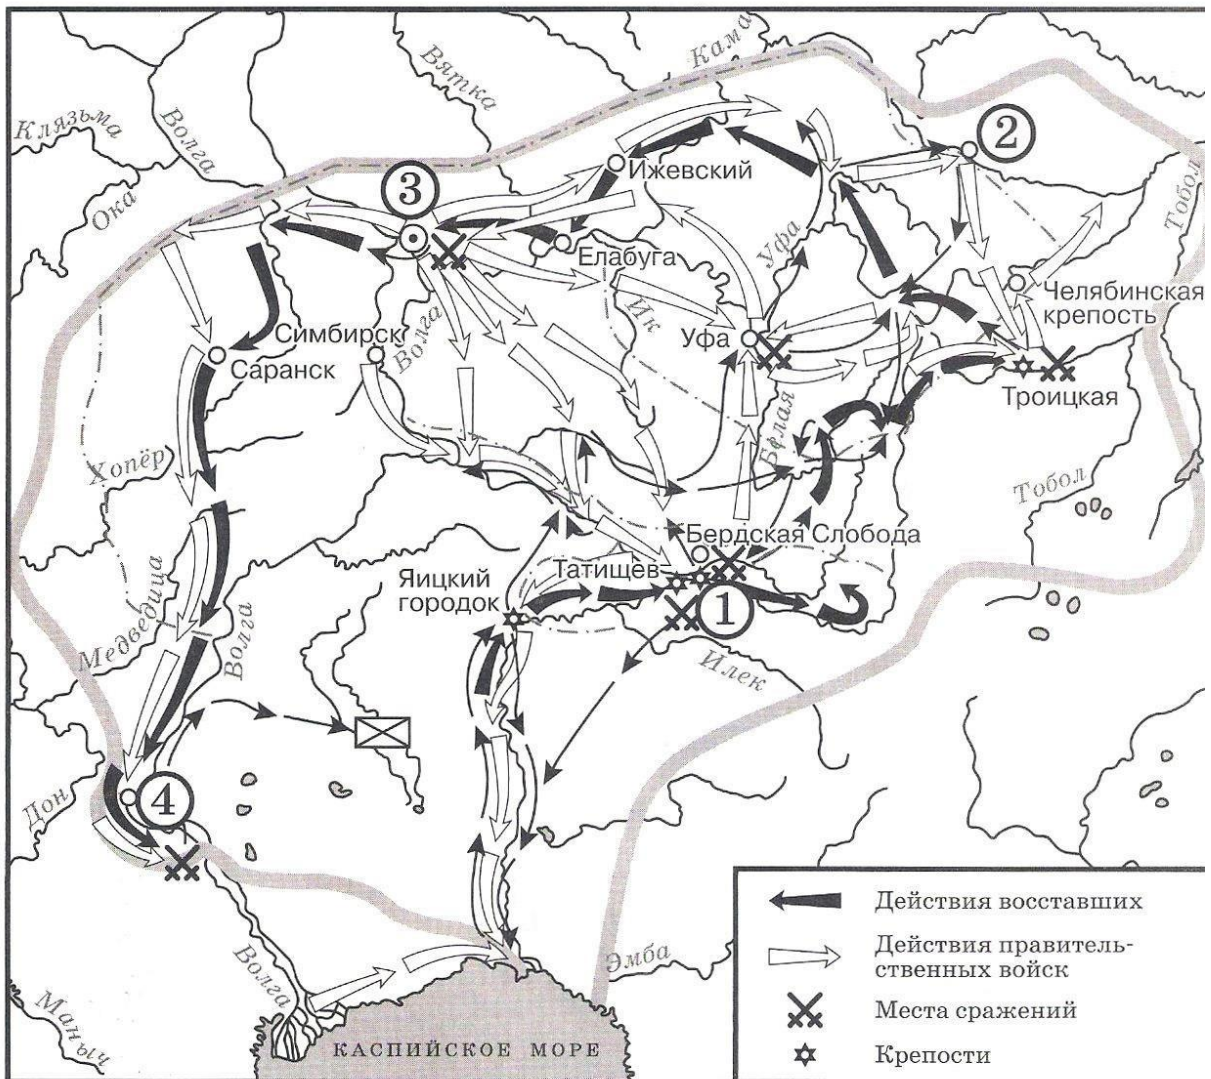 Кама
Вятка
Клязьма
Волга
Ока
2
Тобол
3
Ижевский
Елабуга
Уфа
Ик
Челябинская
крепость
Симбирск
Волга
Уфа
Саранск
Троицкая
Белая
Хопёр
Тобол
Бердская Слобода
Татищев
Яицкий
городок
1
Медведица
Волга
Илек
Дон
4
Эмба
Волга
Маныч
КАСПИЙСКОЕ МОРЕ
Действия восставших
Действия правитель-
ственных войск
Места сражений
Крепости